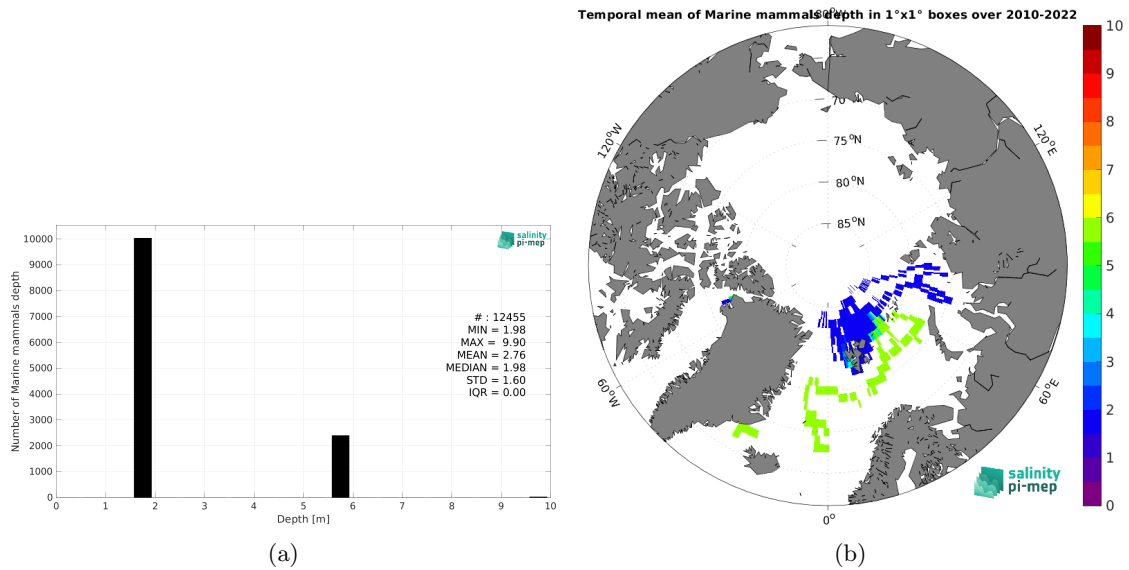 Temporal mean of Marine mammals depth in 1°x1° boxes over 2010-2022
180°W
10
9
8
7
6
5
4
3
2
1
0
120°W
120°E
70
75°N
80°N
85°N
60°W
60°E
0°
salinity
pi-mep
10000
9000
8000
7000
6000
5000
4000
3000
2000
1000
0
Number of Marine mammals depth
salinity
pi-mep
# : 12455
MIN = 1.98
MAX = 9.90
MEAN = 2.76
MEDIAN = 1.98
STD = 1.60
IQR = 0.00
0 1 2 3 4 5 6 7 8 9 10
Depth [m]
(a)
(b)